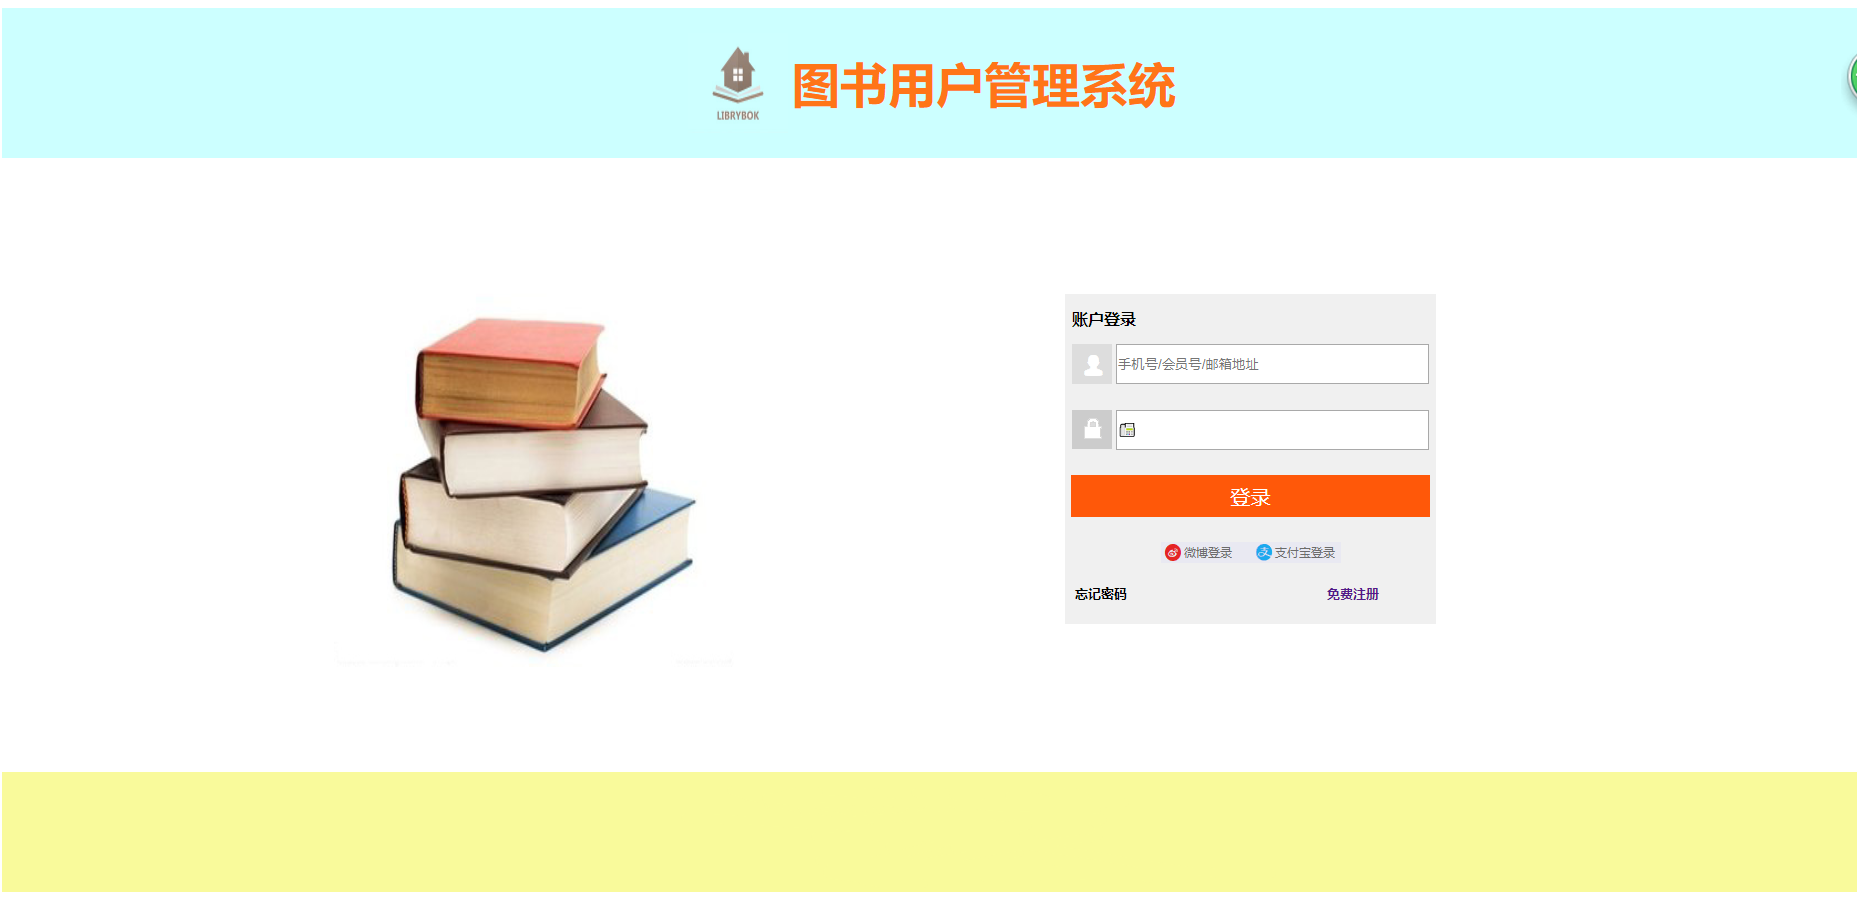 LIBRYBOK
图书用户管理系统
账户登录
手机号/会员号/邮箱地址
登录
微博登录 支付宝登录
忘记密码 免费注册